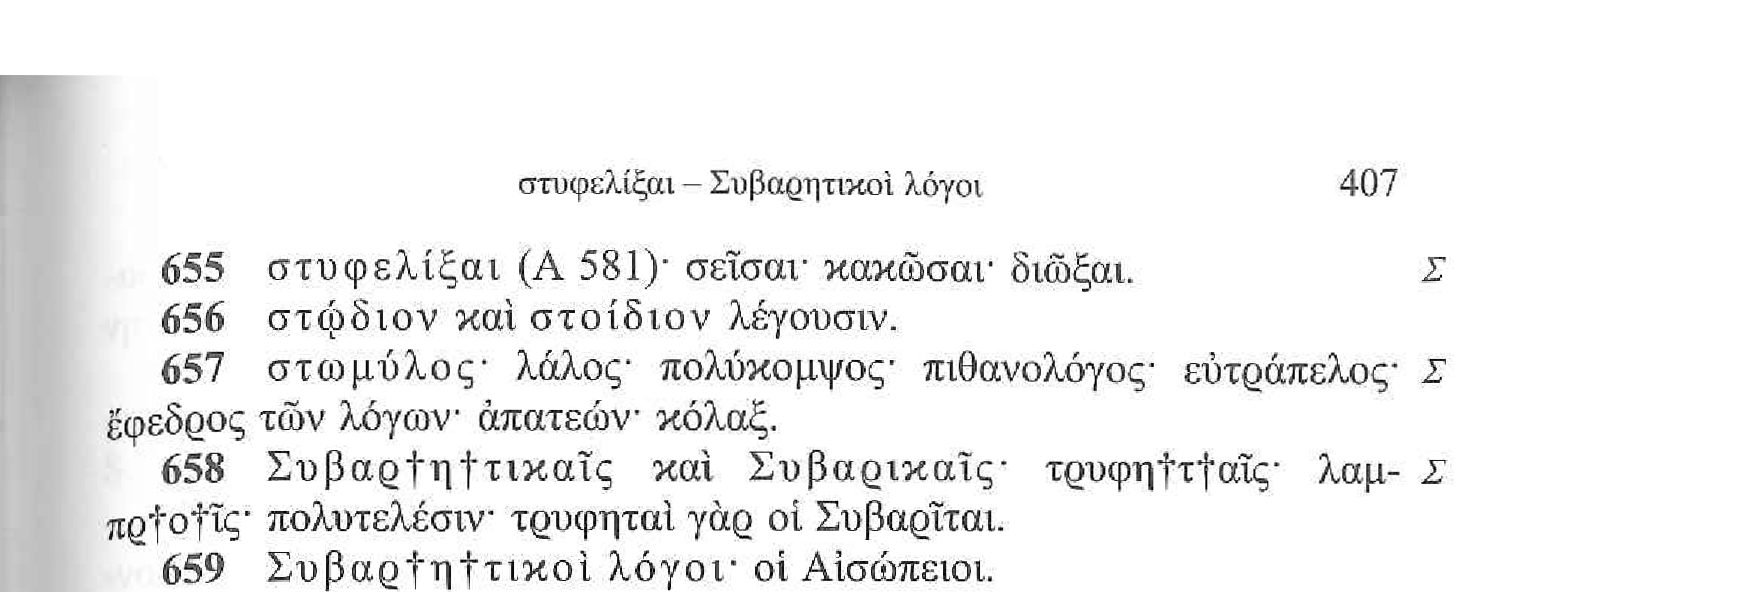 στυφελίξαι – Συβαρητικοὶ λόγοι 407
655 στυφελίξαι (Α 581)· σεῖσαι· κακῶσαι· διῶξαι. Σ
656 στῴδιον καὶ στοίδιον λέγουσιν.
657 στωμύλος· λάλος· πολύκομψος· πιθανολόγος· εὐτράπελος· Σ
ἔφεδρος τῶν λόγων· ἀπατεών· κόλαξ.
658 Συβαρ†η†τικαῖς καὶ Συβαρικαῖς· τρυφη†τ†αῖς· λαμ- Σ
πρ†ο†ῖς· πολυτελέσιν· τρυφηταὶ γὰρ οἱ Συβαρῖται.
659 Συβαρ†η†τικοὶ λόγοι· οἱ Αἰσώπειοι.